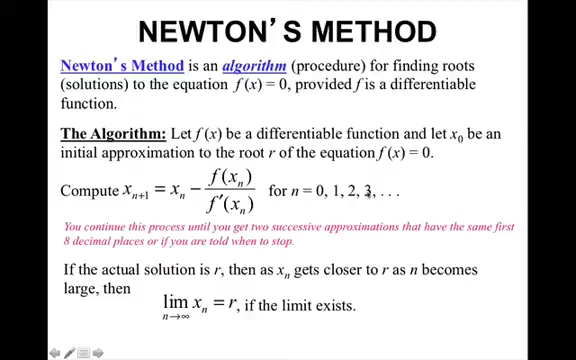 NEWTON’S METHOD
Newton’s Method is an algorithm (procedure) for finding roots
(solutions) to the equation f(x) = 0, provided f is a differentiable
function.
The Algorithm: Let f(x) be a differentiable function and let x₀ be an
initial approximation to the root r of the equation f(x) = 0.
Compute xₙ₊₁ = xₙ − f(xₙ) / f′(xₙ) for n = 0, 1, 2, 3, . . .
You continue this process until you get two successive approximations that have the same first
8 decimal places or if you are told when to stop.
If the actual solution is r, then as xₙ gets closer to r as n becomes
large, then
lim n→∞ xₙ = r, if the limit exists.